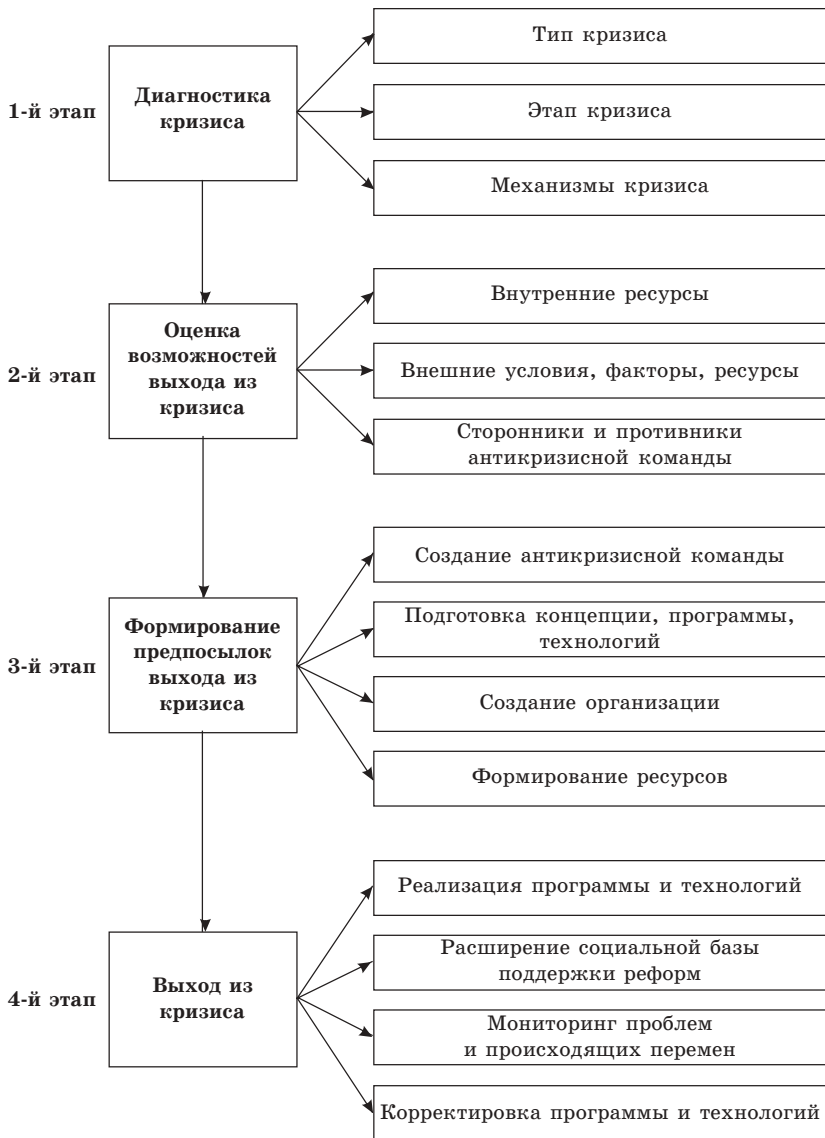 1-й этап
Диагностика
кризиса
Тип кризиса
Этап кризиса
Механизмы кризиса
2-й этап
Оценка
возможностей
выхода из
кризиса
Внутренние ресурсы
Внешние условия, факторы, ресурсы
Сторонники и противники
антикризисной команды
3-й этап
Формирование
предпосылок
выхода из
кризиса
Создание антикризисной команды
Подготовка концепции, программы,
технологий
Создание организации
Формирование ресурсов
4-й этап
Выход из
кризиса
Реализация программы и технологий
Расширение социальной базы
поддержки реформ
Мониторинг проблем
и происходящих перемен
Корректировка программы и технологий